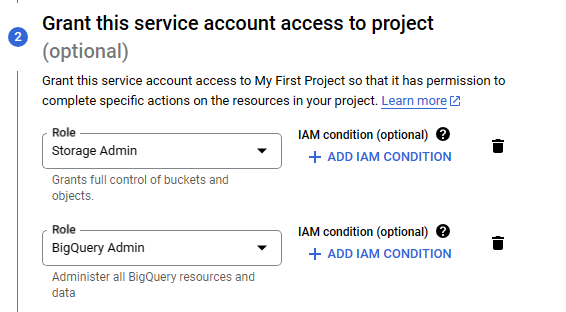 2
Grant this service account access to project
(optional)
Grant this service account access to My First Project so that it has permission to
complete specific actions on the resources in your project. Learn more
Role
Storage Admin
IAM condition (optional) ?
+ ADD IAM CONDITION
Grants full control of buckets and
objects.
Role
BigQuery Admin
IAM condition (optional) ?
+ ADD IAM CONDITION
Administer all BigQuery resources and
data